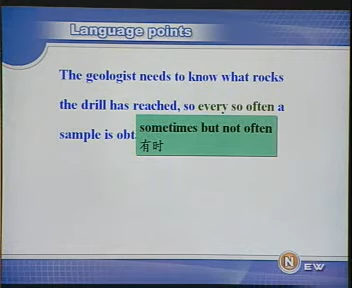 Language points
The geologist needs to know what rocks
the drill has reached, so every so often a
sample is obt
sometimes but not often
有时
NEW